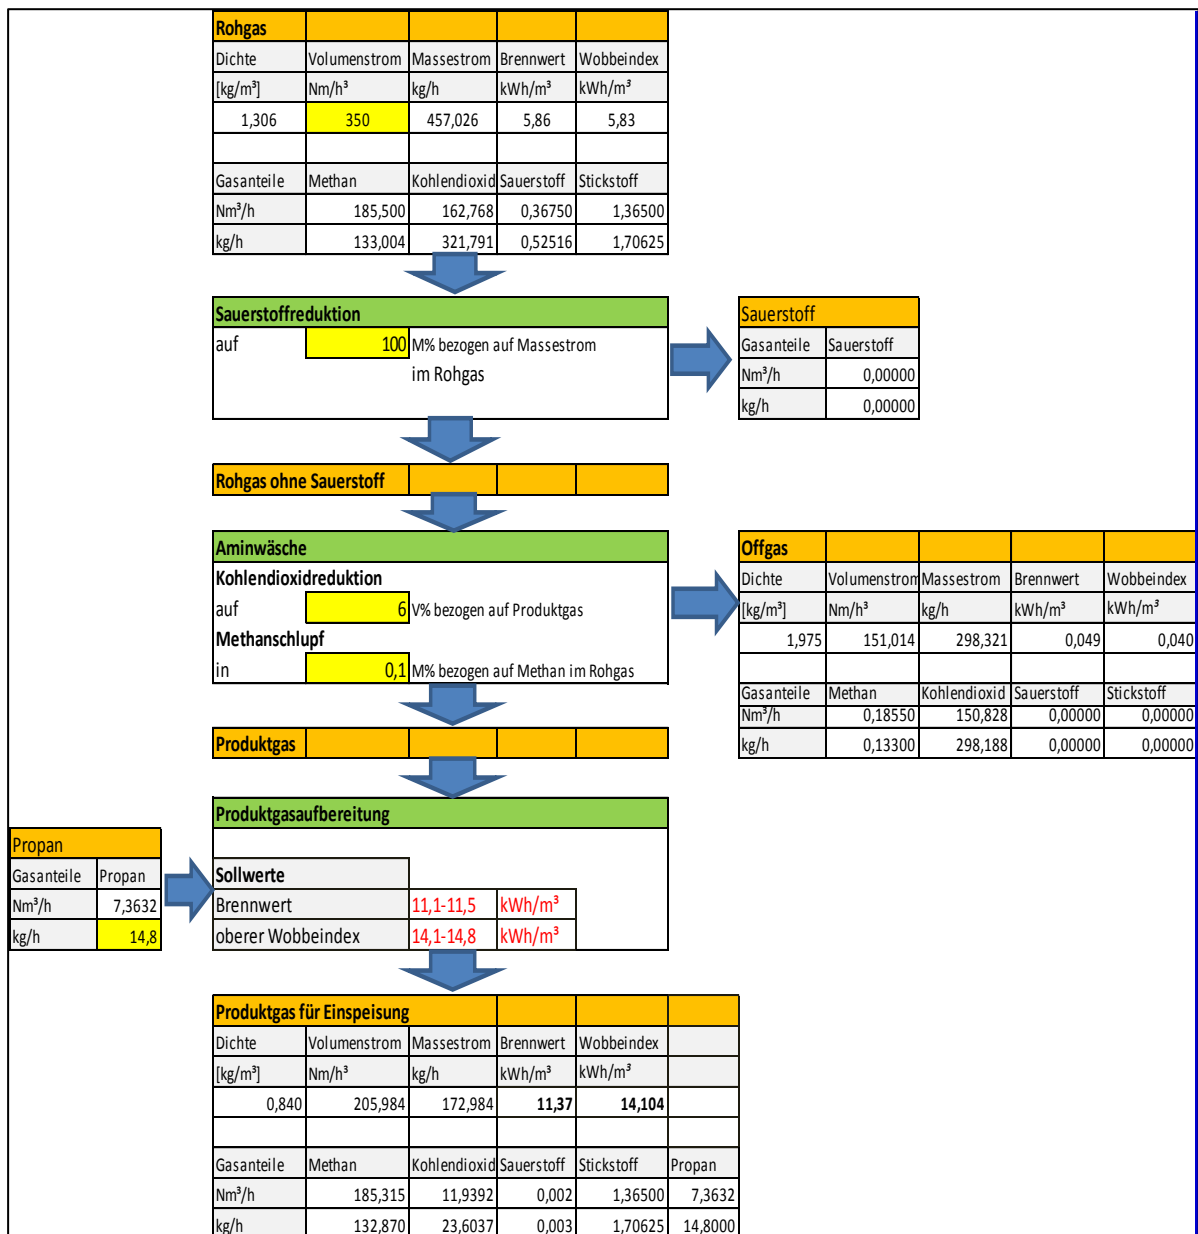 Rohgas
Dichte Volumenstrom Massestrom Brennwert Wobbeindex
[kg/m³] Nm/h³ kg/h kWh/m³ kWh/m³
1,306 350 457,026 5,86 5,83
Gasanteile Methan Kohlendioxid Sauerstoff Stickstoff
Nm³/h 185,500 162,768 0,36750 1,36500
kg/h 133,004 321,791 0,52516 1,70625
Sauerstoffreduktion
auf 100 M% bezogen auf Massestrom
im Rohgas
Sauerstoff
Gasanteile Sauerstoff
Nm³/h 0,00000
kg/h 0,00000
Rohgas ohne Sauerstoff
Aminwäsche
Kohlendioxidreduktion
auf 6 V% bezogen auf Produktgas
Methanschlupf
in 0,1 M% bezogen auf Methan im Rohgas
Offgas
Dichte Volumenstrom Massestrom Brennwert Wobbeindex
[kg/m³] Nm/h³ kg/h kWh/m³ kWh/m³
1,975 151,014 298,321 0,049 0,040
Gasanteile Methan Kohlendioxid Sauerstoff Stickstoff
Nm³/h 0,18550 150,828 0,00000 0,00000
kg/h 0,13300 298,188 0,00000 0,00000
Produktgas
Produktgasaufbereitung
Propan
Gasanteile Propan
Nm³/h 7,3632
kg/h 14,8
Sollwerte
Brennwert 11,1-11,5 kWh/m³
oberer Wobbeindex 14,1-14,8 kWh/m³
Produktgas für Einspeisung
Dichte Volumenstrom Massestrom Brennwert Wobbeindex
[kg/m³] Nm/h³ kg/h kWh/m³ kWh/m³
0,840 205,984 172,984 11,37 14,104
Gasanteile Methan Kohlendioxid Sauerstoff Stickstoff Propan
Nm³/h 185,315 11,9392 0,002 1,36500 7,3632
kg/h 132,870 23,6037 0,003 1,70625 14,8000